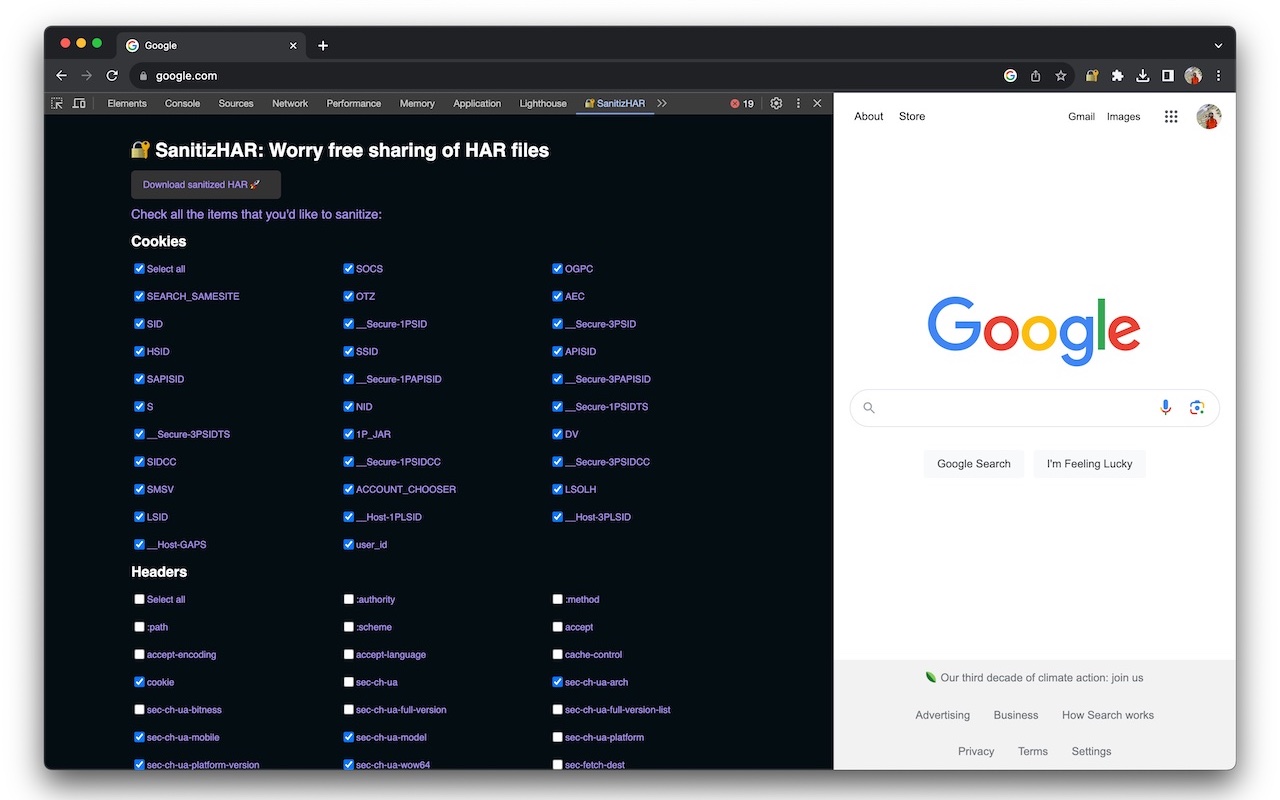 Google
google.com
Elements Console Sources Network Performance Memory Application Lighthouse SanitizHAR 19
SanitizHAR: Worry free sharing of HAR files
Download sanitized HAR
Check all the items that you'd like to sanitize:
Cookies
Select all SOCS OGPC
SEARCH_SAMESITE OTZ AEC
SID __Secure-1PSID __Secure-3PSID
HSID SSID APISID
SAPISID __Secure-1PAPISID __Secure-3PAPISID
S NID __Secure-1PSIDTS
__Secure-3PSIDTS 1P_JAR DV
SIDCC __Secure-1PSIDCC __Secure-3PSIDCC
SMSV ACCOUNT_CHOOSER LSOLH
LSID __Host-1PLSID __Host-3PLSID
__Host-GAPS user_id
Headers
Select all :authority :method
:path :scheme accept
accept-encoding accept-language cache-control
cookie sec-ch-ua sec-ch-ua-arch
sec-ch-ua-bitness sec-ch-ua-full-version sec-ch-ua-full-version-list
sec-ch-ua-mobile sec-ch-ua-model sec-ch-ua-platform
sec-ch-ua-platform-version sec-ch-ua-wow64 sec-fetch-dest
About Store Gmail Images
Google
Google Search I'm Feeling Lucky
Our third decade of climate action: join us
Advertising Business How Search works
Privacy Terms Settings